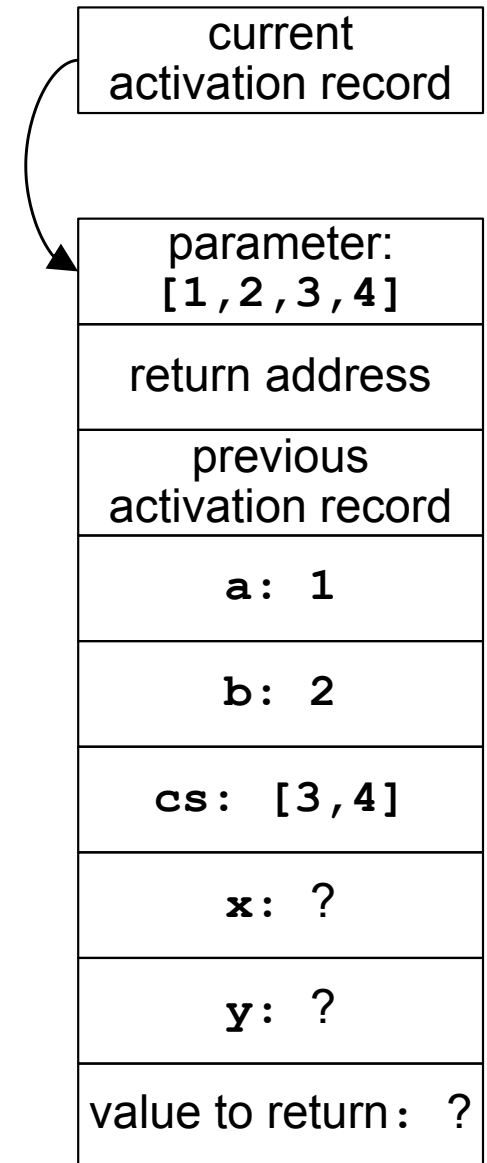 current
activation record
parameter:
[1,2,3,4]
return address
previous
activation record
a: 1
b: 2
cs: [3,4]
x: ?
y: ?
value to return: ?